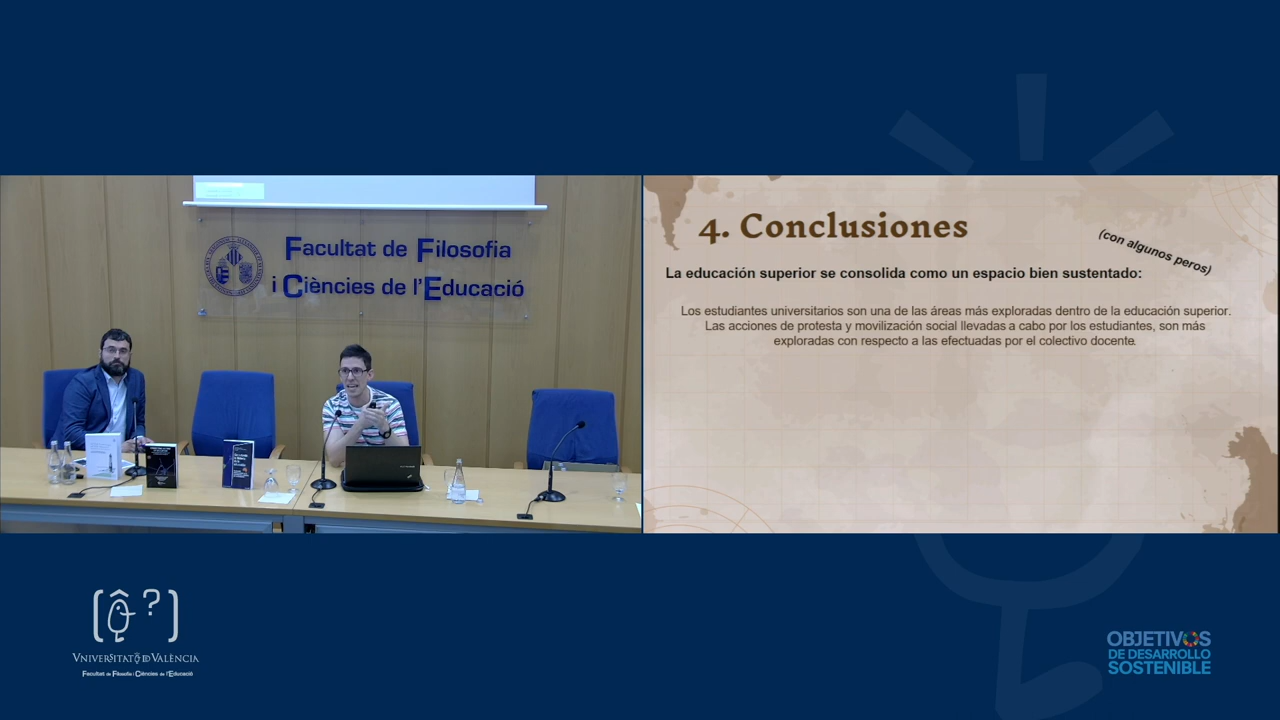 Facultat de Filosofia
i Ciències de l'Educació
4. Conclusiones
(con algunos peros)
La educación superior se consolida como un espacio bien sustentado:
Los estudiantes universitarios son una de las áreas más exploradas dentro de la educación superior.
Las acciones de protesta y movilización social llevadas a cabo por los estudiantes, son más
exploradas con respecto a las efectuadas por el colectivo docente.
[ ?]
VNIVERSITATQ DVALÈNCIA
Facultat de Filosofia i Ciències de l'Educació
OBJETIVOS
DE DESARROLLO
SOSTENIBLE